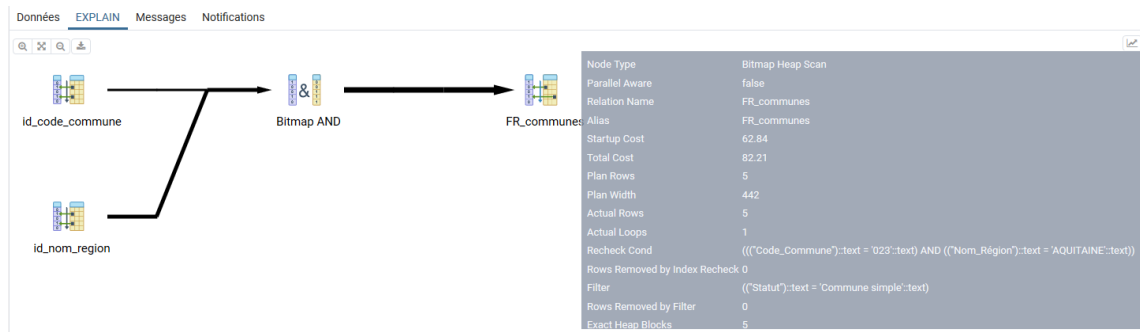 Données EXPLAIN Messages Notifications
id_code_commune
&
Bitmap AND
FR_communes
id_nom_region
Node Type Bitmap Heap Scan
Parallel Aware false
Relation Name FR_communes
Alias FR_communes
Startup Cost 62.84
Total Cost 82.21
Plan Rows 5
Plan Width 442
Actual Rows 5
Actual Loops 1
Recheck Cond ((("Code_Commune")::text = '023'::text) AND (("Nom_Région")::text = 'AQUITAINE'::text))
Rows Removed by Index Recheck 0
Filter (("Statut")::text = 'Commune simple'::text)
Rows Removed by Filter 0
Exact Heap Blocks 5